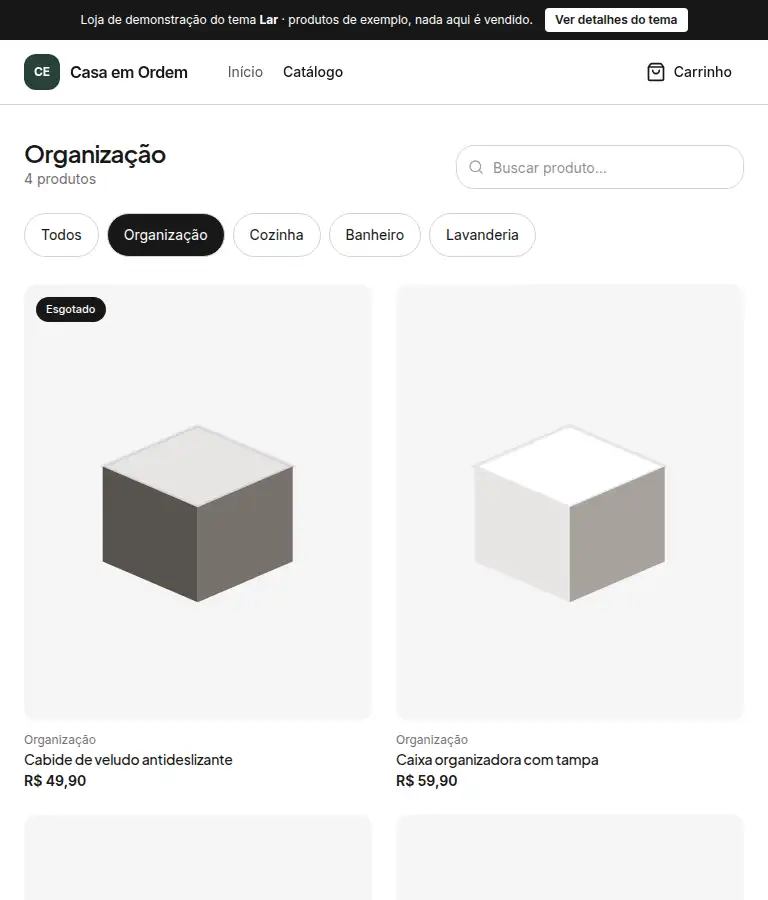 Loja de demonstração do tema Lar · produtos de exemplo, nada aqui é vendido. Ver detalhes do tema
CE Casa em Ordem Início Catálogo Carrinho
Organização
4 produtos
Buscar produto...
Todos Organização Cozinha Banheiro Lavanderia
Esgotado
Organização
Cabide de veludo antideslizante
R$ 49,90
Organização
Caixa organizadora com tampa
R$ 59,90